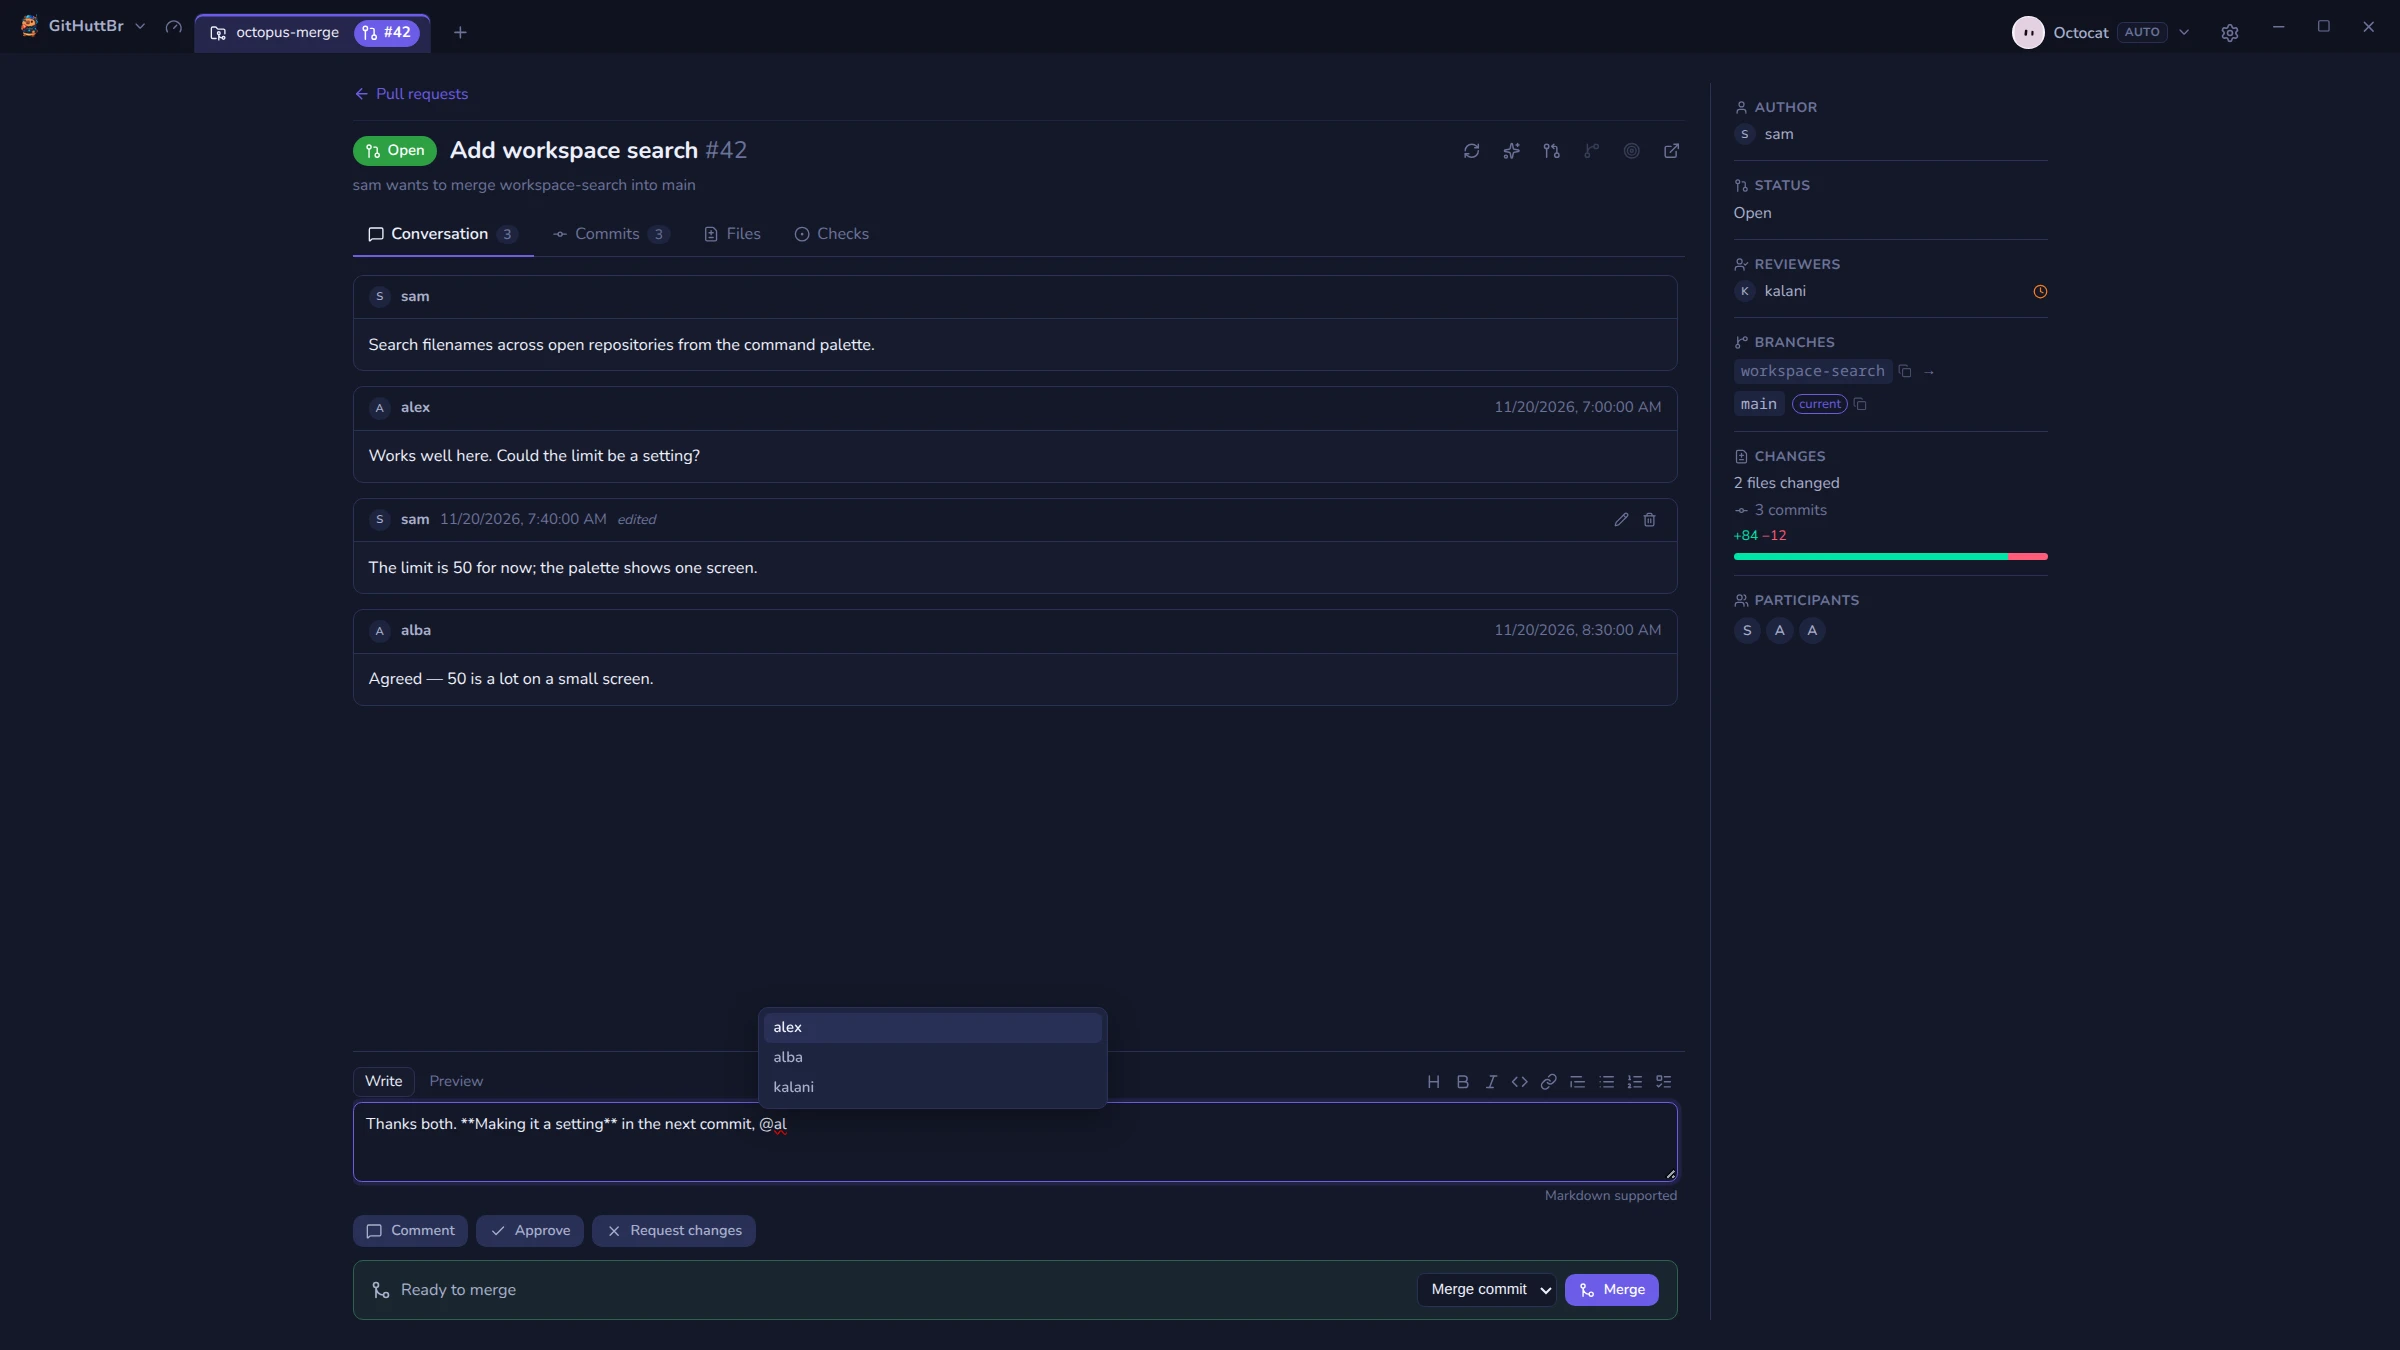 GitHuttBr
octopus-merge #42
Octocat AUTO
Pull requests
Open Add workspace search #42
sam wants to merge workspace-search into main
Conversation 3 Commits 3 Files Checks
S sam
Search filenames across open repositories from the command palette.
A alex 11/20/2026, 7:00:00 AM
Works well here. Could the limit be a setting?
S sam 11/20/2026, 7:40:00 AM edited
The limit is 50 for now; the palette shows one screen.
A alba 11/20/2026, 8:30:00 AM
Agreed — 50 is a lot on a small screen.
alex
alba
kalani
Write Preview
Thanks both. **Making it a setting** in the next commit, @al
Markdown supported
Comment Approve Request changes
Ready to merge Merge commit Merge
AUTHOR
S sam
STATUS
Open
REVIEWERS
K kalani
BRANCHES
workspace-search →
main current
CHANGES
2 files changed
3 commits
+84 −12
PARTICIPANTS
S A A